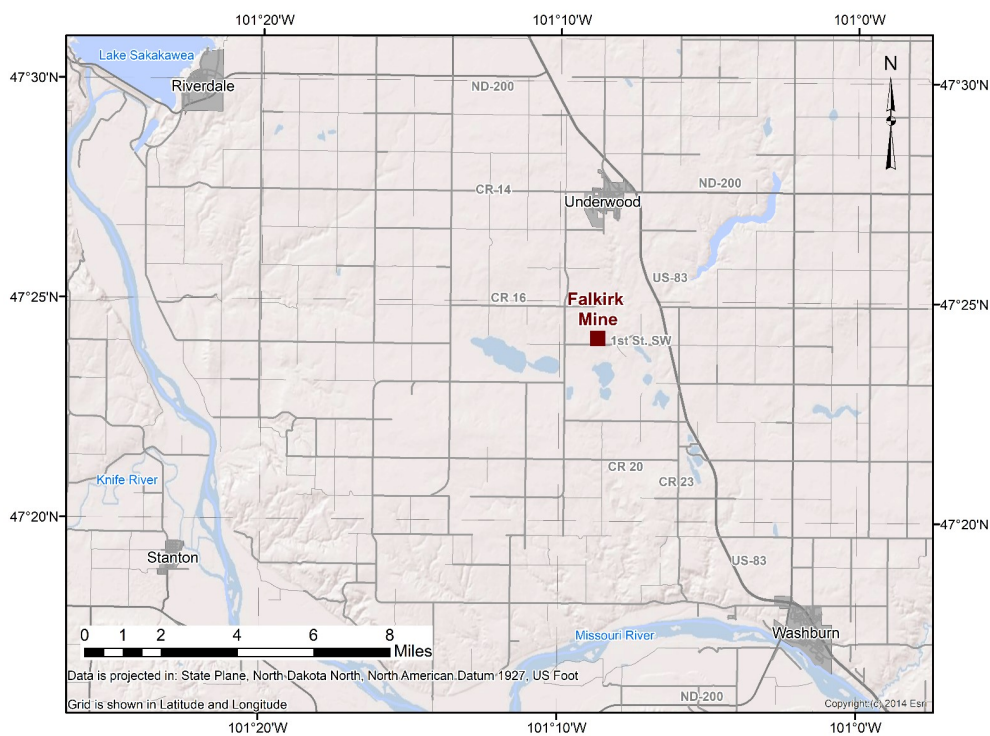 101°20'W
101°10'W
101°0'W
Lake Sakakawea
N
47°30'N
Riverdale
ND-200
47°30'N
CR-14
ND-200
Underwood
US-83
47°25'N
CR 16
Falkirk
Mine
47°25'N
1st St. SW
CR 20
Knife River
CR 23
47°20'N
47°20'N
Stanton
US-83
0 1 2 4 6 8
Miles
Missouri River
Washburn
Data is projected in: State Plane, North Dakota North, North American Datum 1927, US Foot
ND-200
Grid is shown in Latitude and Longitude
Copyright:(c) 2014 Esri
101°20'W
101°10'W
101°0'W